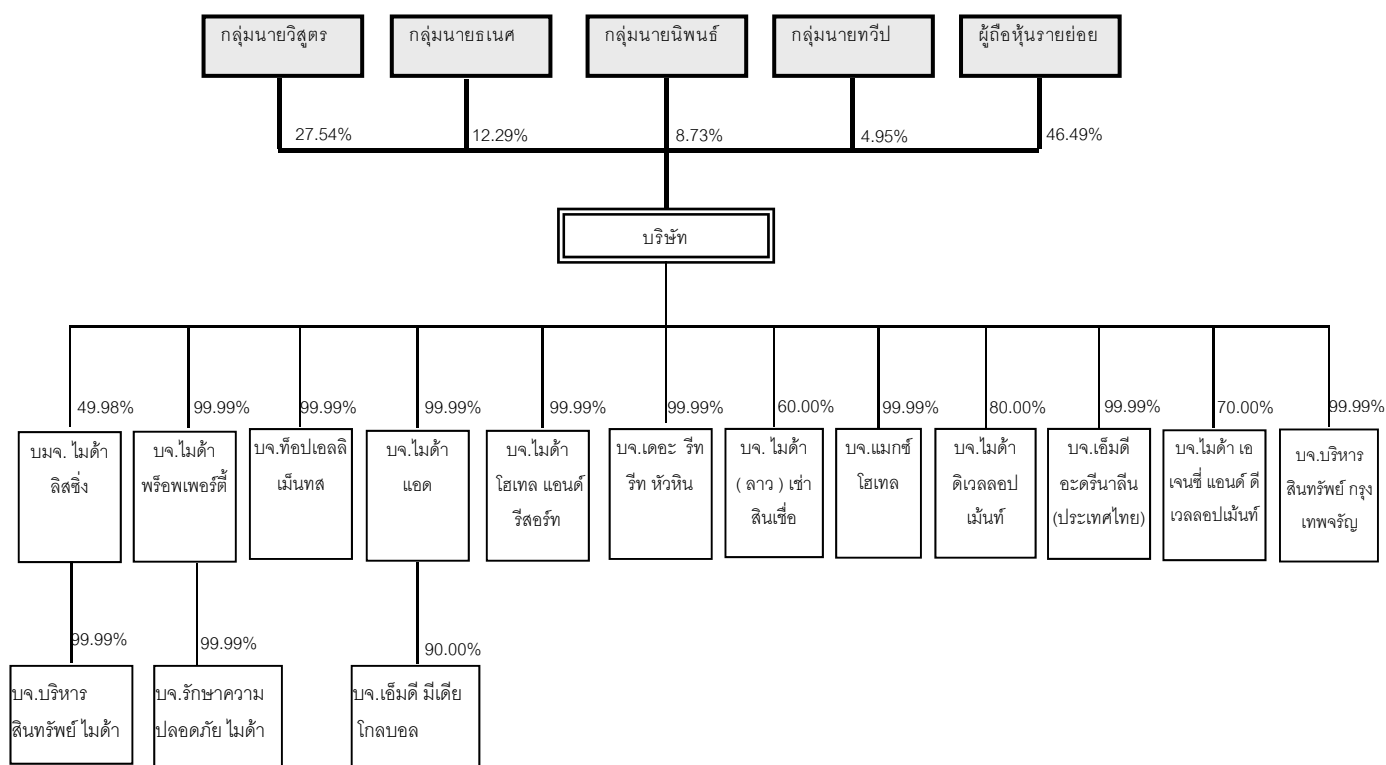 กลุ่มนายวิสูตร
กลุ่มนายธเนศ
กลุ่มนายนิพนธ์
กลุ่มนายทวีป
ผู้ถือหุ้นรายย่อย
27.54%
12.29%
8.73%
4.95%
46.49%
บริษัท
49.98%
99.99%
99.99%
99.99%
99.99%
99.99%
60.00%
99.99%
80.00%
99.99%
70.00%
99.99%
บมจ. ไมด้า
ลิสซิ่ง
บจ.ไมด้า
พร็อพเพอร์ตี้
บจ.ท็อปเอลลิ
เม็นทส
บจ.ไมด้า
แอด
บจ.ไมด้า
โฮเทล แอนด์
รีสอร์ท
บจ.เดอะ รีท
รีท หัวหิน
บจ. ไมด้า
( ลาว ) เช่า
สินเชื่อ
บจ.แมกซ์
โฮเทล
บจ.ไมด้า
ดิเวลลอป
เม้นท์
บจ.เอ็มดี
อะดรีนาลีน
(ประเทศไทย)
บจ.ไมด้า เอ
เจนซี่ แอนด์ ดี
เวลลอปเม้นท์
บจ.บริหาร
สินทรัพย์ กรุง
เทพจรัญ
99.99%
99.99%
90.00%
บจ.บริหาร
สินทรัพย์ ไมด้า
บจ.รักษาความ
ปลอดภัย ไมด้า
บจ.เอ็มดี มีเดีย
โกลบอล